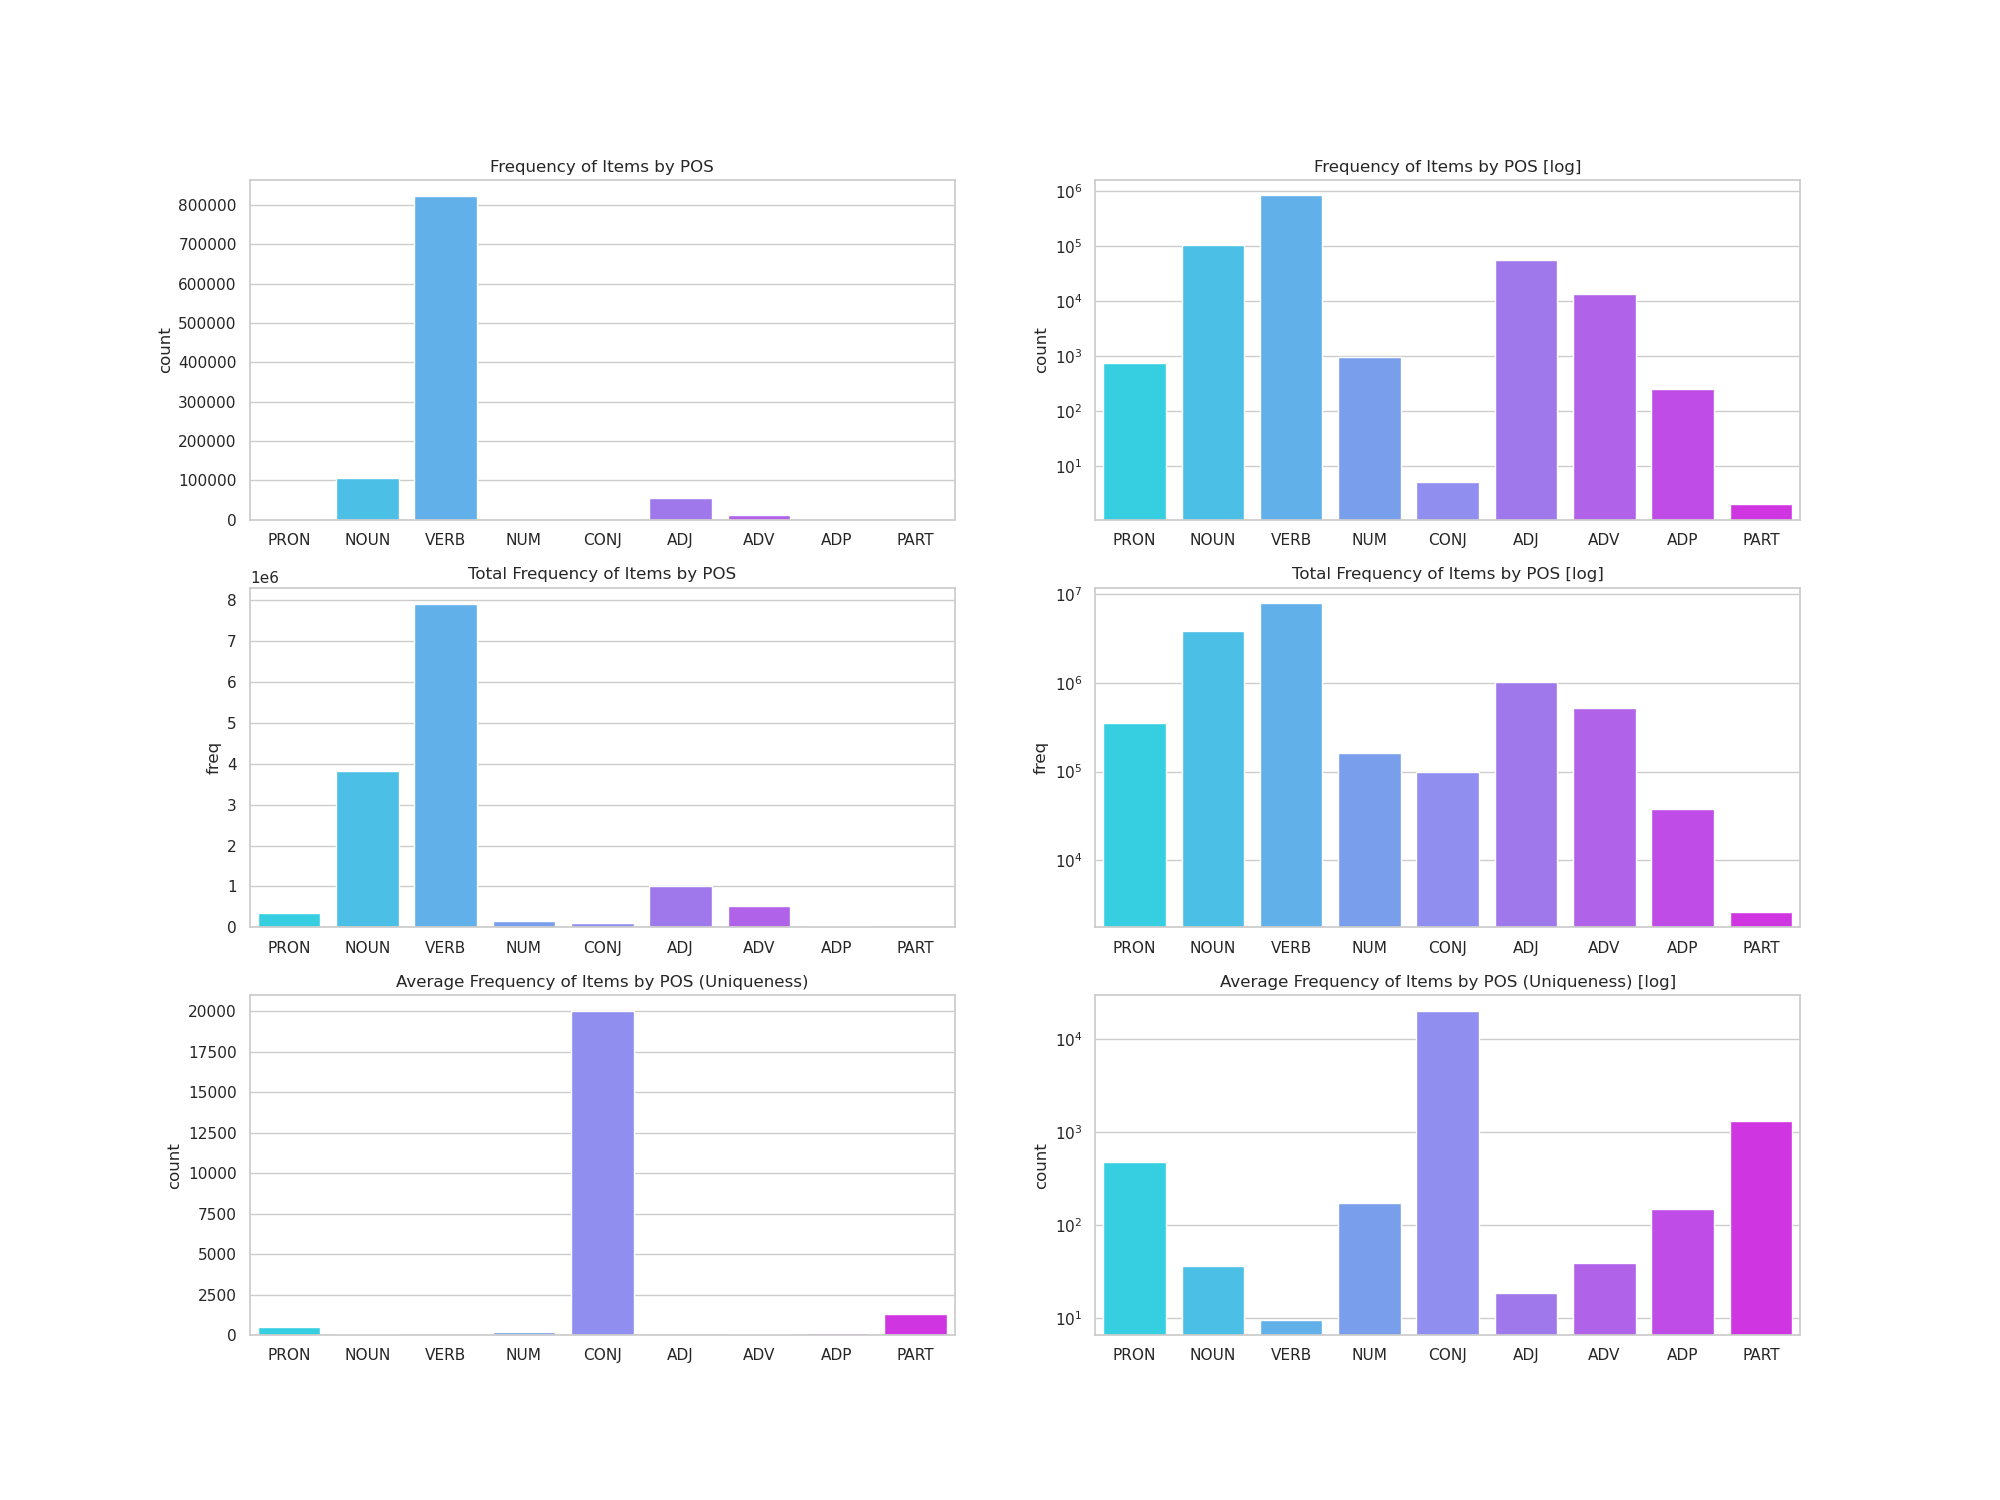 Frequency of Items by POS
800000
700000
600000
500000
400000
300000
200000
100000
0
count
PRON NOUN VERB NUM CONJ ADJ ADV ADP PART
Frequency of Items by POS [log]
10⁶
10⁵
10⁴
10³
10²
10¹
count
PRON NOUN VERB NUM CONJ ADJ ADV ADP PART
Total Frequency of Items by POS
1e6
8
7
6
5
4
3
2
1
0
freq
PRON NOUN VERB NUM CONJ ADJ ADV ADP PART
Total Frequency of Items by POS [log]
10⁷
10⁶
10⁵
10⁴
freq
PRON NOUN VERB NUM CONJ ADJ ADV ADP PART
Average Frequency of Items by POS (Uniqueness)
20000
17500
15000
12500
10000
7500
5000
2500
0
count
PRON NOUN VERB NUM CONJ ADJ ADV ADP PART
Average Frequency of Items by POS (Uniqueness) [log]
10⁴
10³
10²
10¹
count
PRON NOUN VERB NUM CONJ ADJ ADV ADP PART